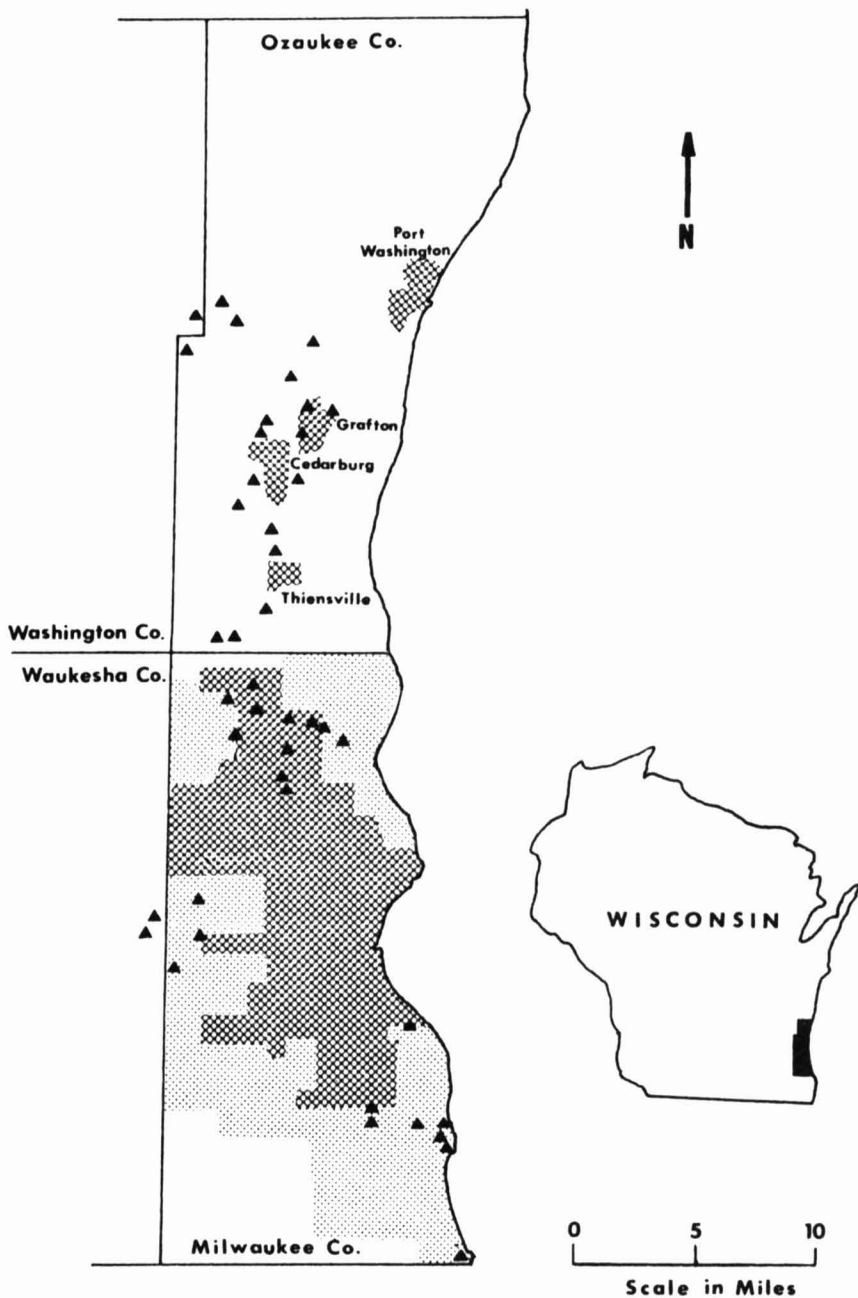 Ozaukee Co.
N
Port
Washington
Grafton
Cedarburg
Thiensville
Washington Co.
Waukesha Co.
WISCONSIN
Milwaukee Co.
0 5 10
Scale in Miles